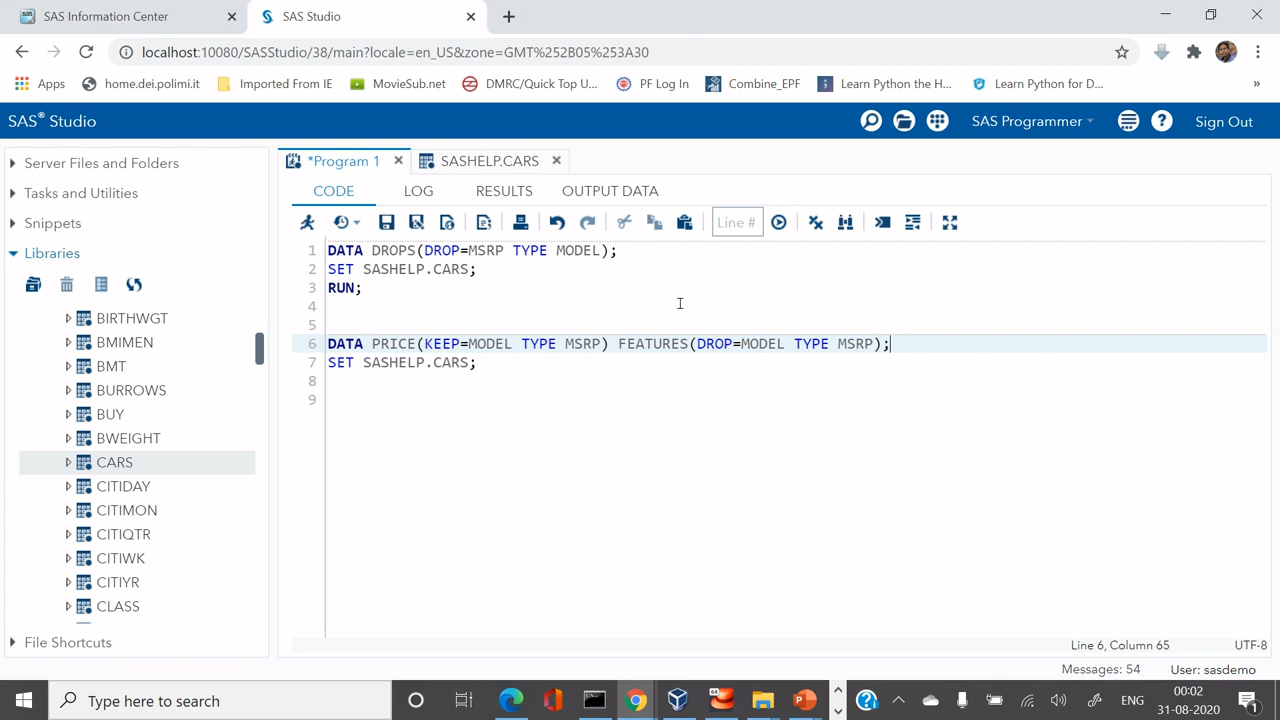 SAS Information Center
SAS Studio
localhost:10080/SASStudio/38/main?locale=en_US&zone=GMT%252B05%253A30
Apps
home.dei.polimi.it
Imported From IE
MovieSub.net
DMRC/Quick Top U...
PF Log In
Combine_EPF
Learn Python the H...
Learn Python for D...
»
SAS® Studio
SAS Programmer
Sign Out
Server Files and Folders
Tasks and Utilities
Snippets
Libraries
BIRTHWGT
BMIMEN
BMT
BURROWS
BUY
BWEIGHT
CARS
CITIDAY
CITIMON
CITIQTR
CITIWK
CITIYR
CLASS
File Shortcuts
*Program 1
SASHELP.CARS
CODE
LOG
RESULTS
OUTPUT DATA
Line #
1 DATA DROPS(DROP=MSRP TYPE MODEL);
2 SET SASHELP.CARS;
3 RUN;
4
5
6 DATA PRICE(KEEP=MODEL TYPE MSRP) FEATURES(DROP=MODEL TYPE MSRP);
7 SET SASHELP.CARS;
8
9
Line 6, Column 65
UTF-8
Messages: 54
User: sasdemo
Type here to search
ENG
00:02
31-08-2020
1